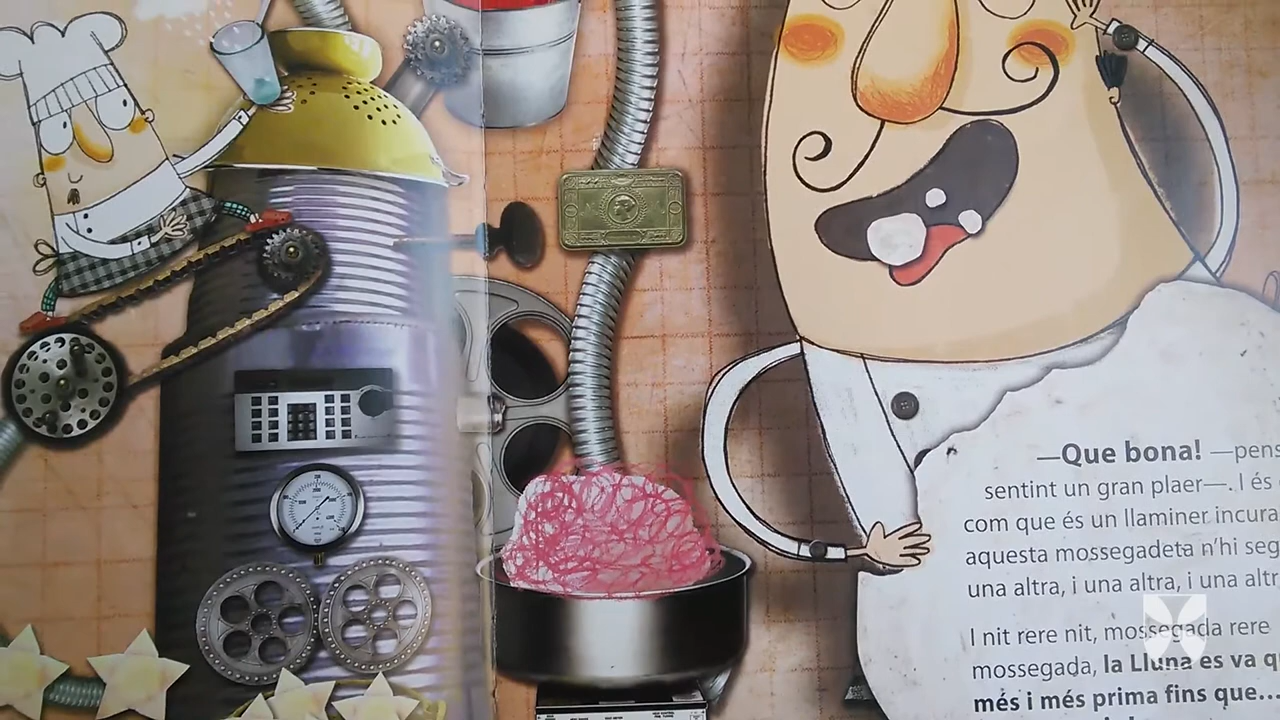 —Que bona! —pens
sentint un gran plaer—. I és
com que és un llaminer incura
aquesta mossegadeta n'hi seg
una altra, i una altra, i una altr
I nit rere nit, mossegada rere
mossegada, la Lluna es va q
més i més prima fins que...